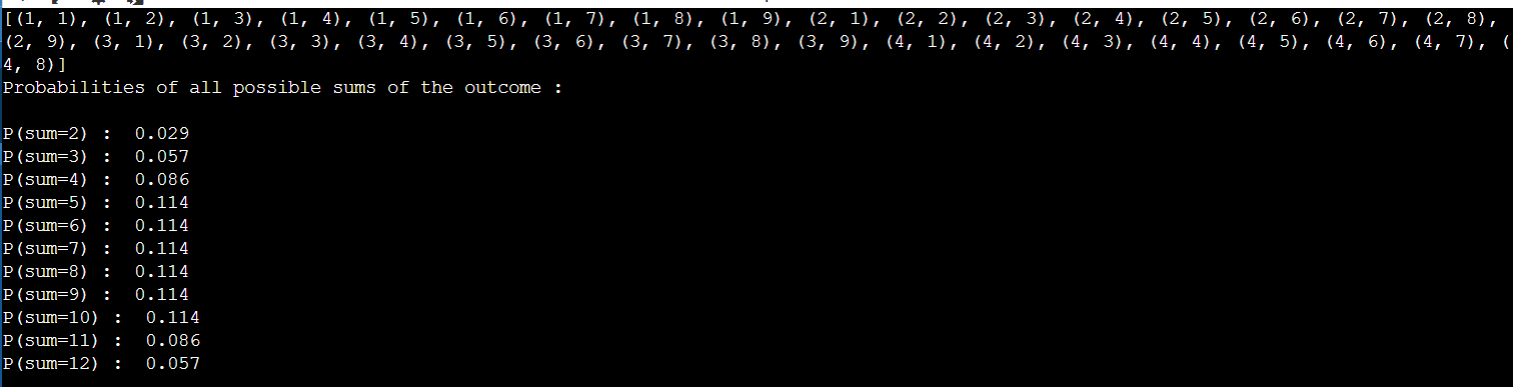 [(1, 1), (1, 2), (1, 3), (1, 4), (1, 5), (1, 6), (1, 7), (1, 8), (1, 9), (2, 1), (2, 2), (2, 3), (2, 4), (2, 5), (2, 6), (2, 7), (2, 8),
(2, 9), (3, 1), (3, 2), (3, 3), (3, 4), (3, 5), (3, 6), (3, 7), (3, 8), (3, 9), (4, 1), (4, 2), (4, 3), (4, 4), (4, 5), (4, 6), (4, 7), (
4, 8)]
Probabilities of all possible sums of the outcome :
P(sum=2) :  0.029
P(sum=3) :  0.057
P(sum=4) :  0.086
P(sum=5) :  0.114
P(sum=6) :  0.114
P(sum=7) :  0.114
P(sum=8) :  0.114
P(sum=9) :  0.114
P(sum=10) :  0.114
P(sum=11) :  0.086
P(sum=12) :  0.057